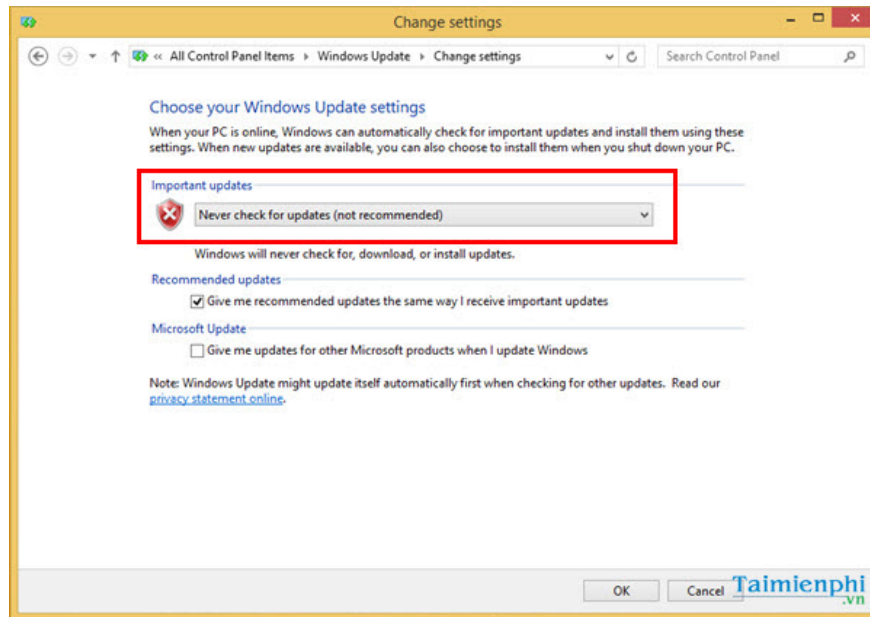 Change settings
« All Control Panel Items ▸ Windows Update ▸ Change settings
Search Control Panel
Choose your Windows Update settings
When your PC is online, Windows can automatically check for important updates and install them using these
settings. When new updates are available, you can also choose to install them when you shut down your PC.
Important updates
Never check for updates (not recommended)
Windows will never check for, download, or install updates.
Recommended updates
Give me recommended updates the same way I receive important updates
Microsoft Update
Give me updates for other Microsoft products when I update Windows
Note: Windows Update might update itself automatically first when checking for other updates. Read our
privacy statement online.
OK
Cancel
Taimienphi
.vn